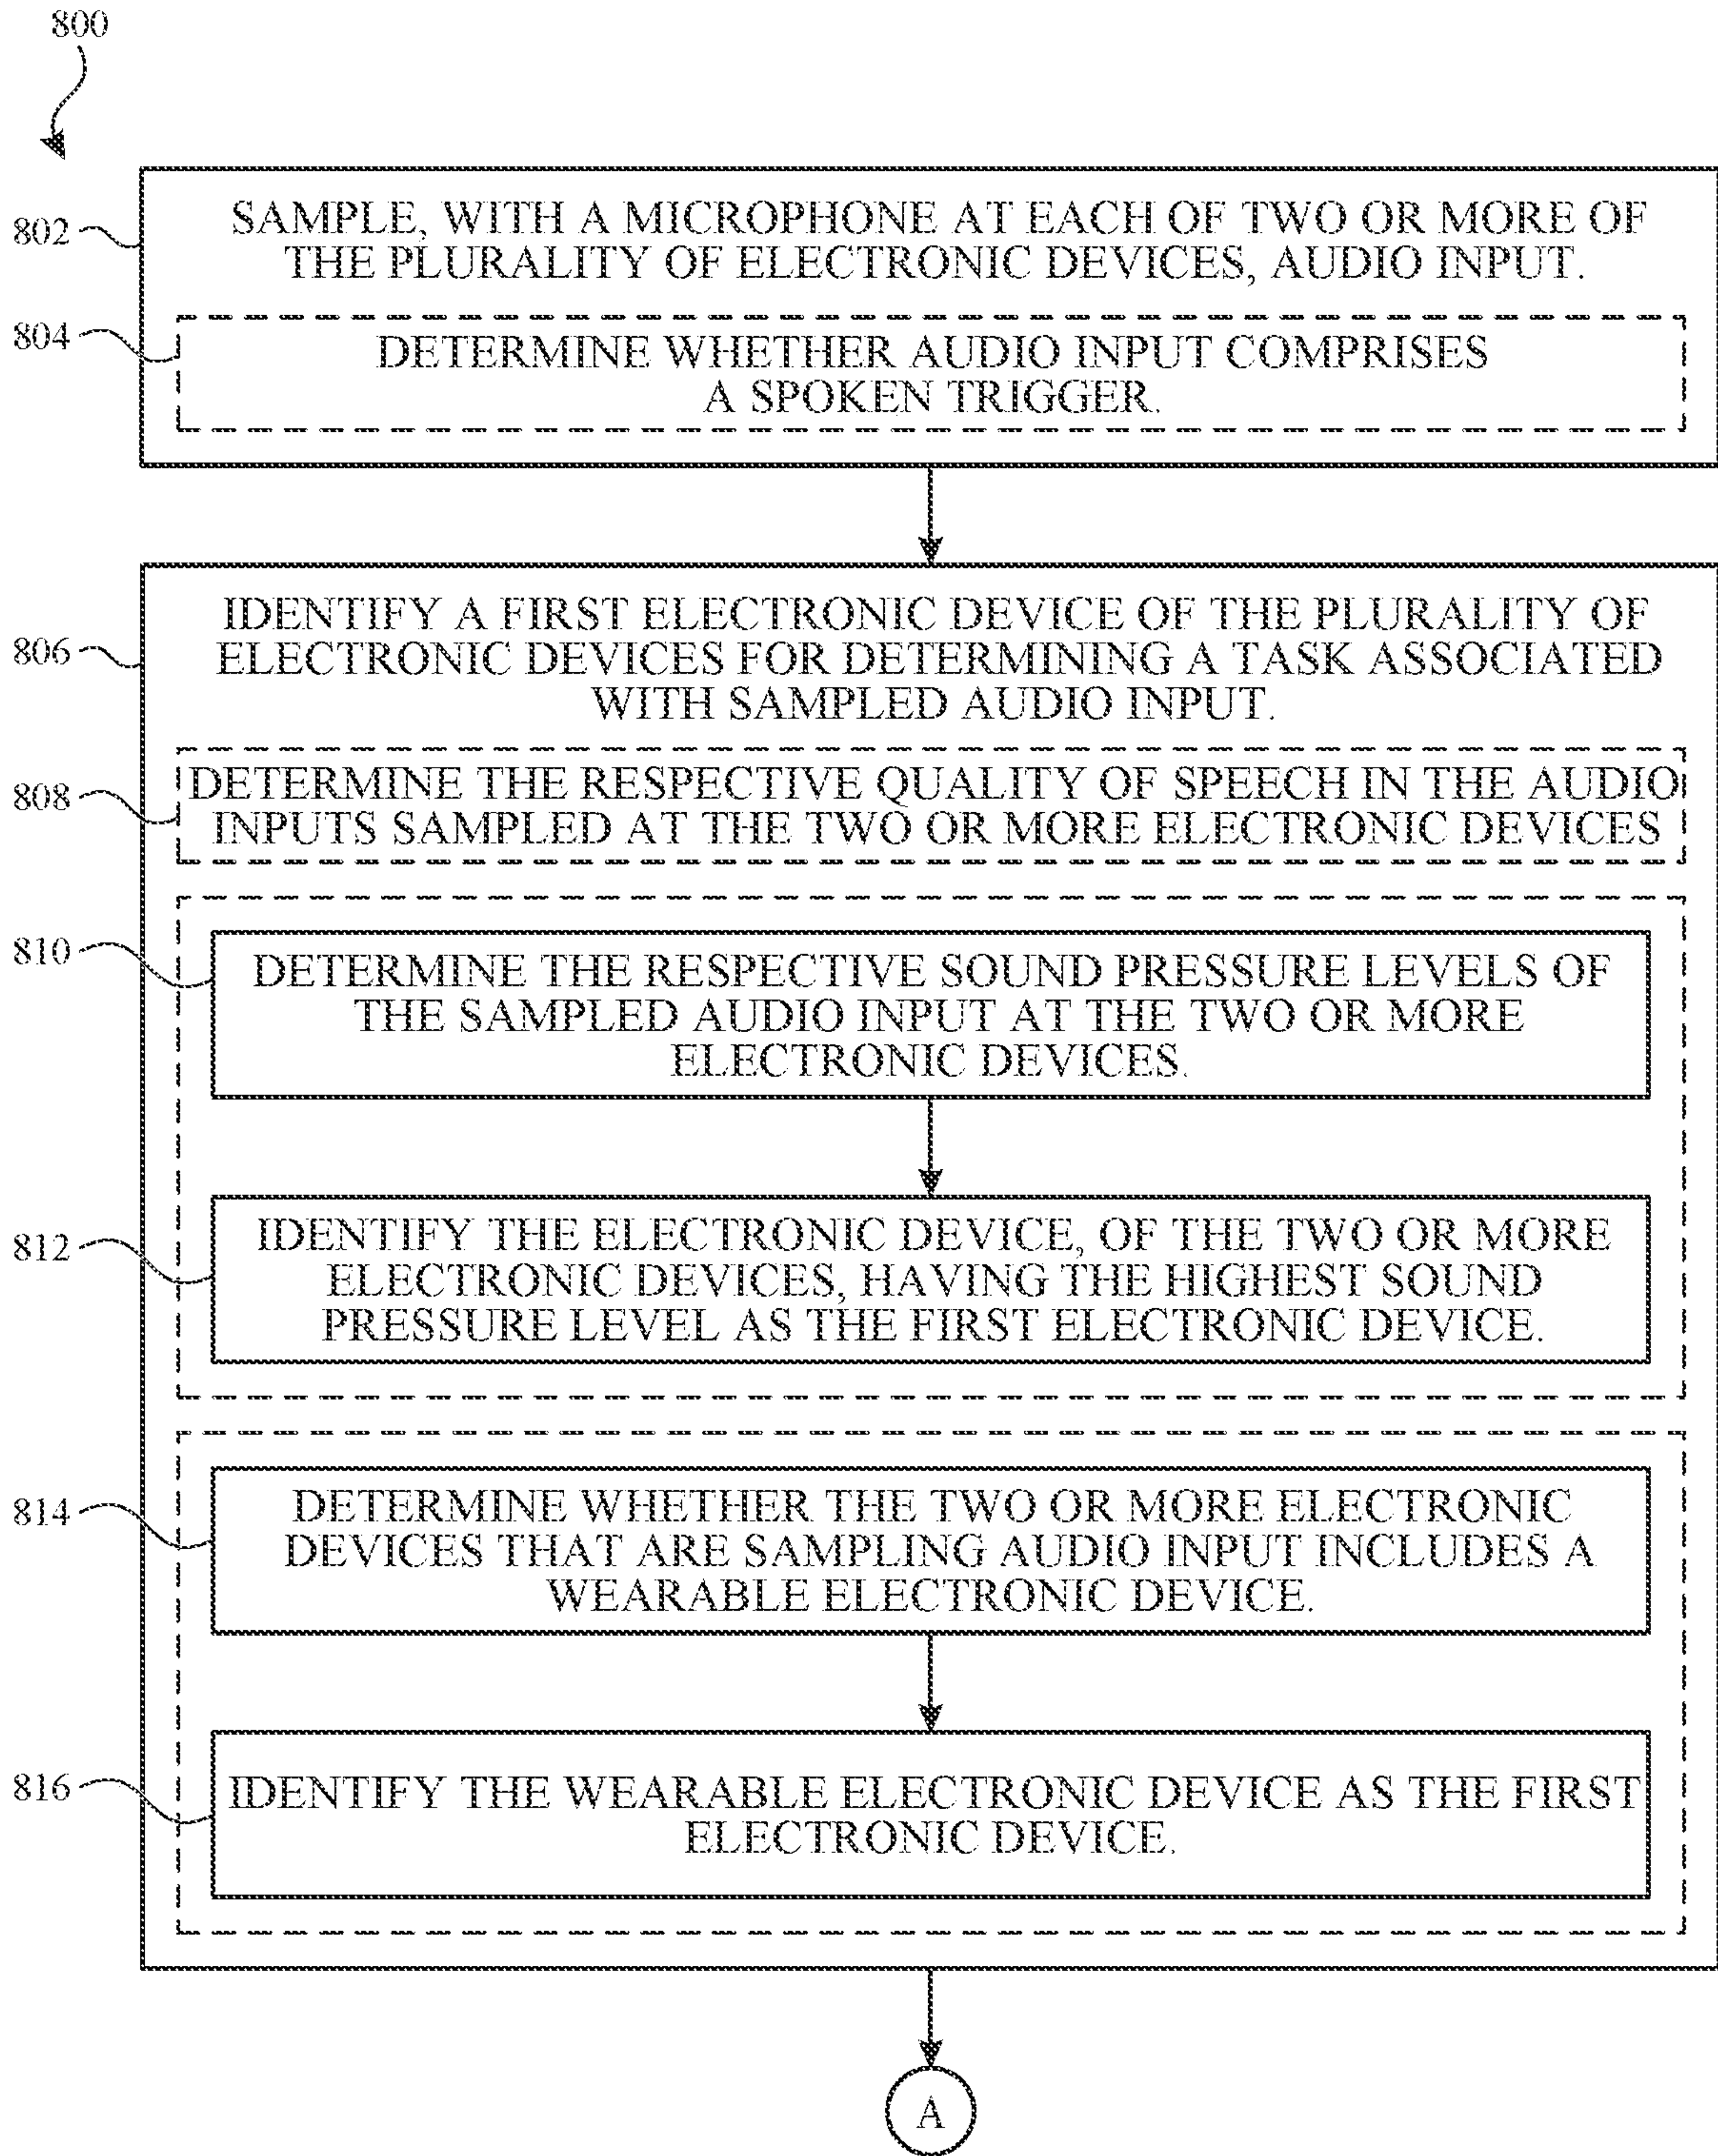 800
802
SAMPLE, WITH A MICROPHONE AT EACH OF TWO OR MORE OF
THE PLURALITY OF ELECTRONIC DEVICES, AUDIO INPUT.
804
DETERMINE WHETHER AUDIO INPUT COMPRISES
A SPOKEN TRIGGER.
806
IDENTIFY A FIRST ELECTRONIC DEVICE OF THE PLURALITY OF
ELECTRONIC DEVICES FOR DETERMINING A TASK ASSOCIATED
WITH SAMPLED AUDIO INPUT.
808
DETERMINE THE RESPECTIVE QUALITY OF SPEECH IN THE AUDIO
INPUTS SAMPLED AT THE TWO OR MORE ELECTRONIC DEVICES
810
DETERMINE THE RESPECTIVE SOUND PRESSURE LEVELS OF
THE SAMPLED AUDIO INPUT AT THE TWO OR MORE
ELECTRONIC DEVICES.
812
IDENTIFY THE ELECTRONIC DEVICE, OF THE TWO OR MORE
ELECTRONIC DEVICES, HAVING THE HIGHEST SOUND
PRESSURE LEVEL AS THE FIRST ELECTRONIC DEVICE.
814
DETERMINE WHETHER THE TWO OR MORE ELECTRONIC
DEVICES THAT ARE SAMPLING AUDIO INPUT INCLUDES A
WEARABLE ELECTRONIC DEVICE.
816
IDENTIFY THE WEARABLE ELECTRONIC DEVICE AS THE FIRST
ELECTRONIC DEVICE.
A